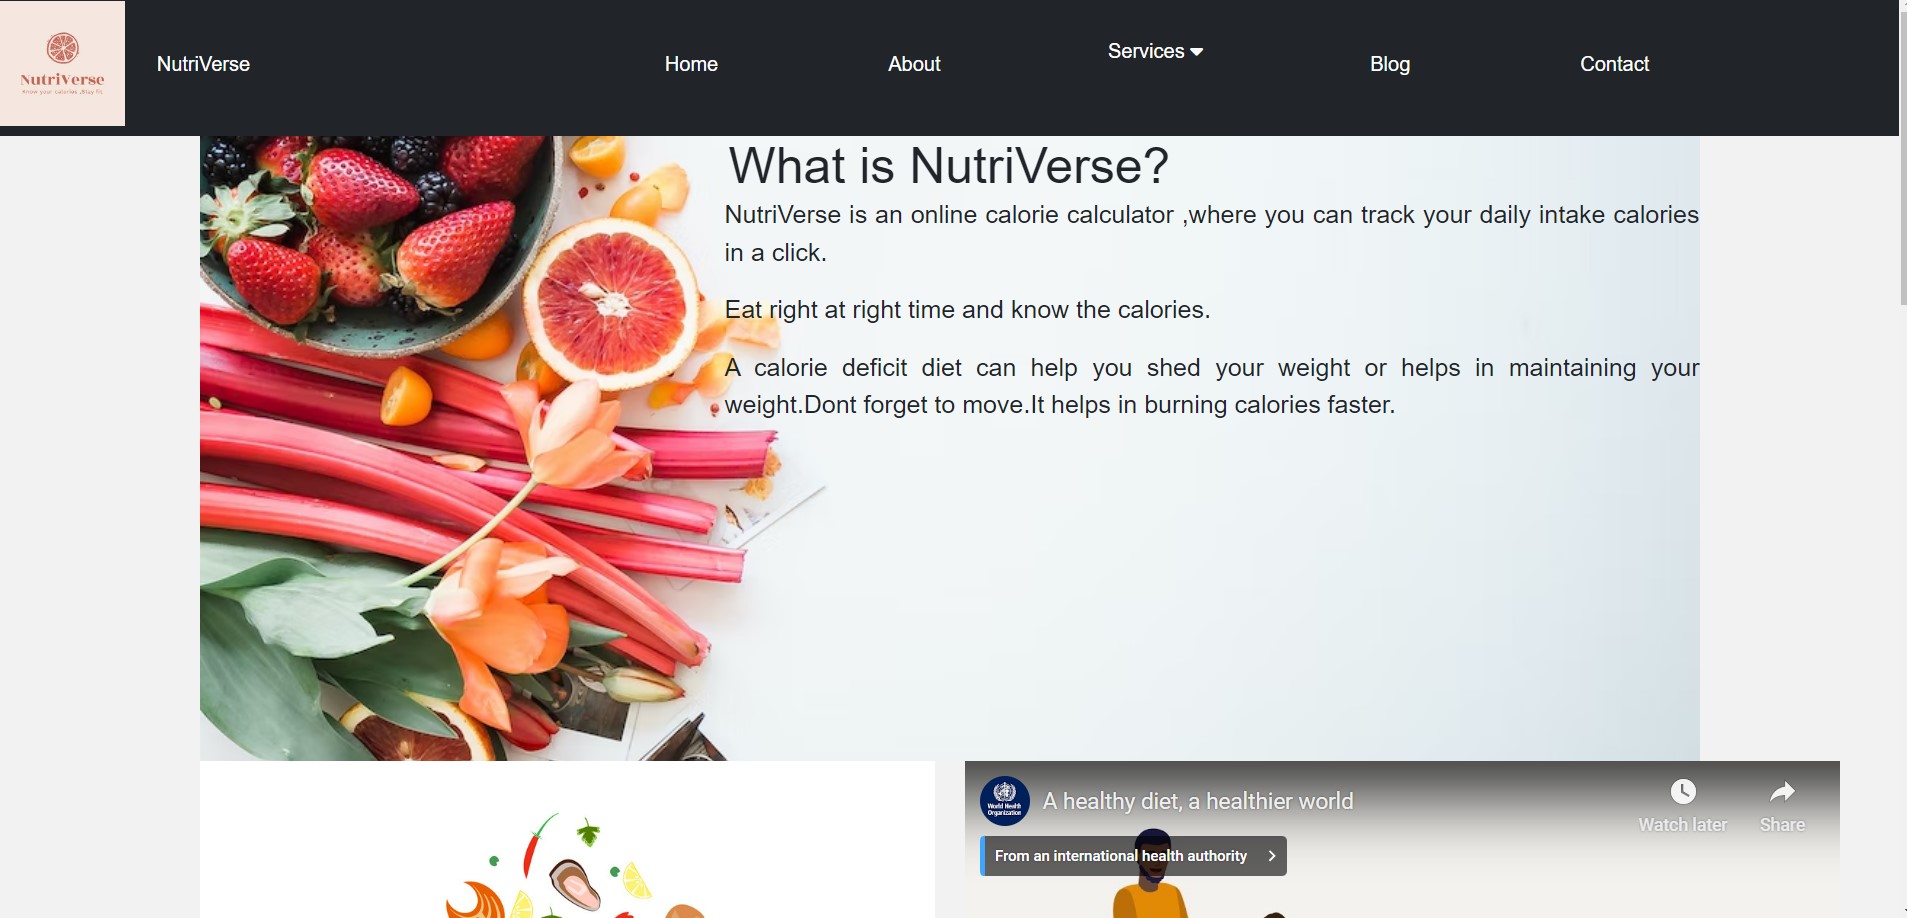 NutriVerse
Know your calories ,Stay fit
NutriVerse
Home
About
Services
Blog
Contact
What is NutriVerse?
NutriVerse is an online calorie calculator ,where you can track your daily intake calories
in a click.
Eat right at right time and know the calories.
A calorie deficit diet can help you shed your weight or helps in maintaining your
weight.Dont forget to move.It helps in burning calories faster.
World Health
Organization
A healthy diet, a healthier world
Watch later
Share
From an international health authority